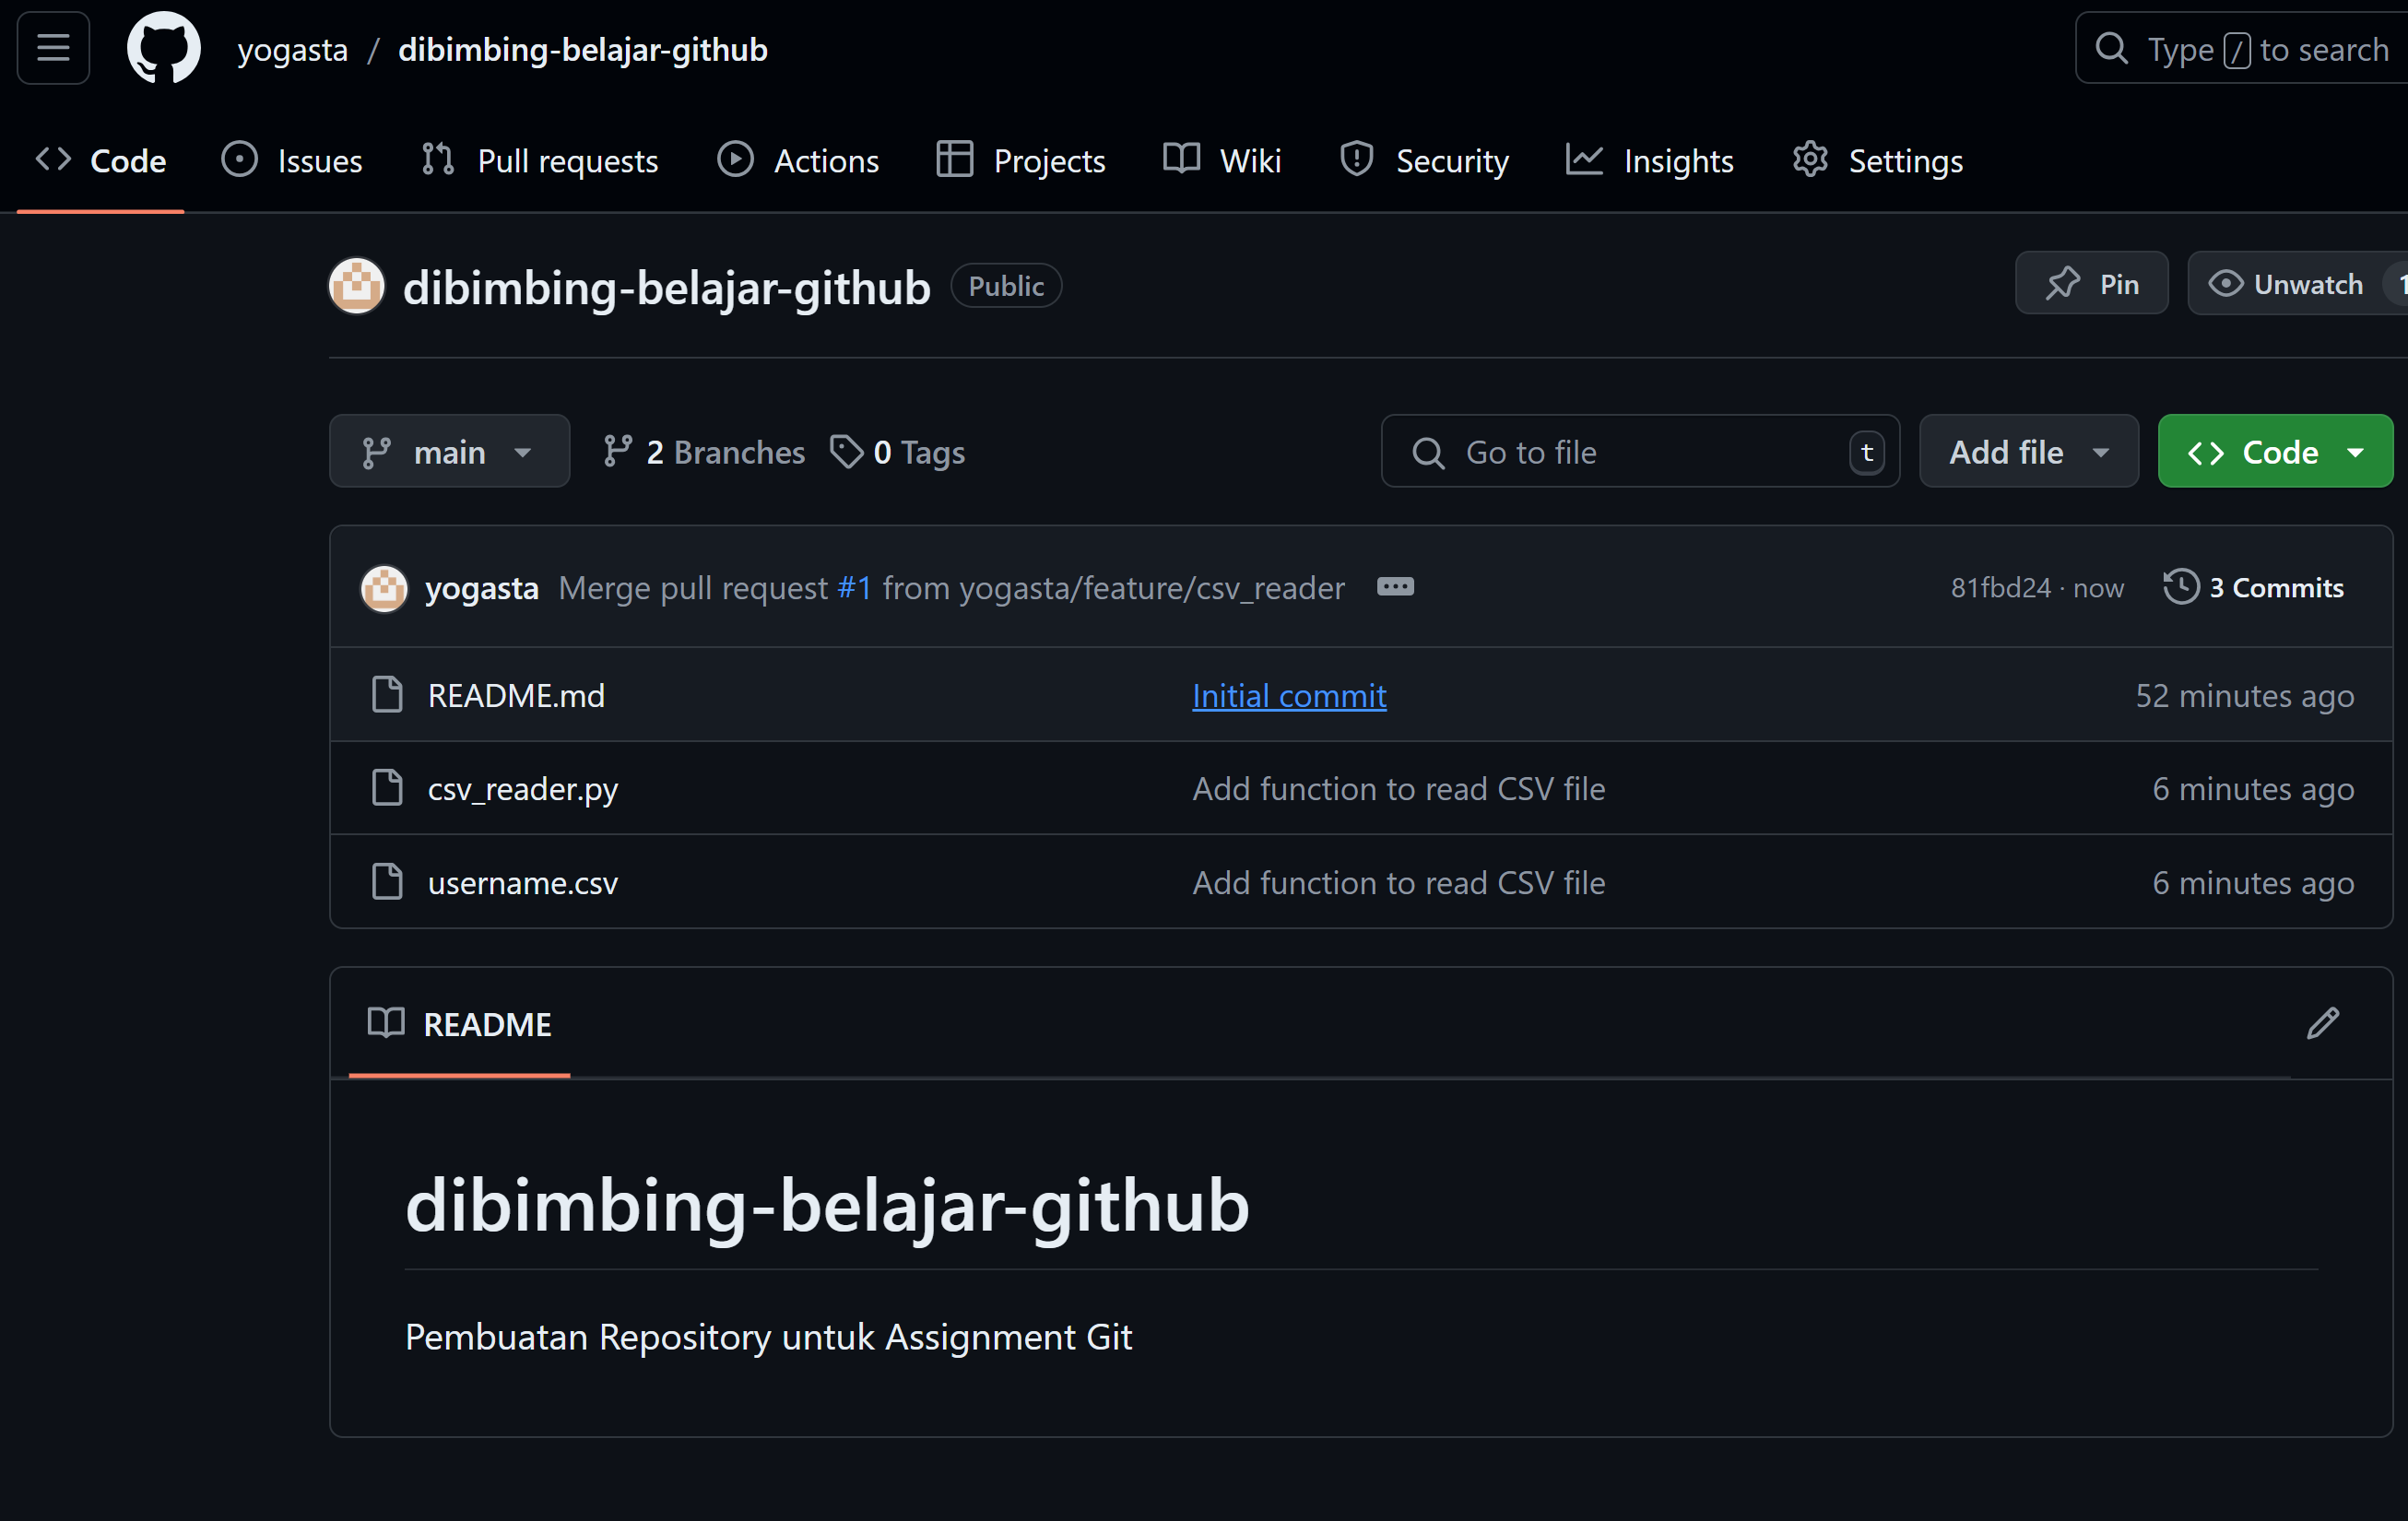 yogasta / dibimbing-belajar-github
Type / to search
Code Issues Pull requests Actions Projects Wiki Security Insights Settings
dibimbing-belajar-github Public
Pin Unwatch 1
main 2 Branches 0 Tags Go to file t Add file Code
yogasta Merge pull request #1 from yogasta/feature/csv_reader ... 81fbd24 · now 3 Commits
README.md Initial commit 52 minutes ago
csv_reader.py Add function to read CSV file 6 minutes ago
username.csv Add function to read CSV file 6 minutes ago
README
dibimbing-belajar-github
Pembuatan Repository untuk Assignment Git